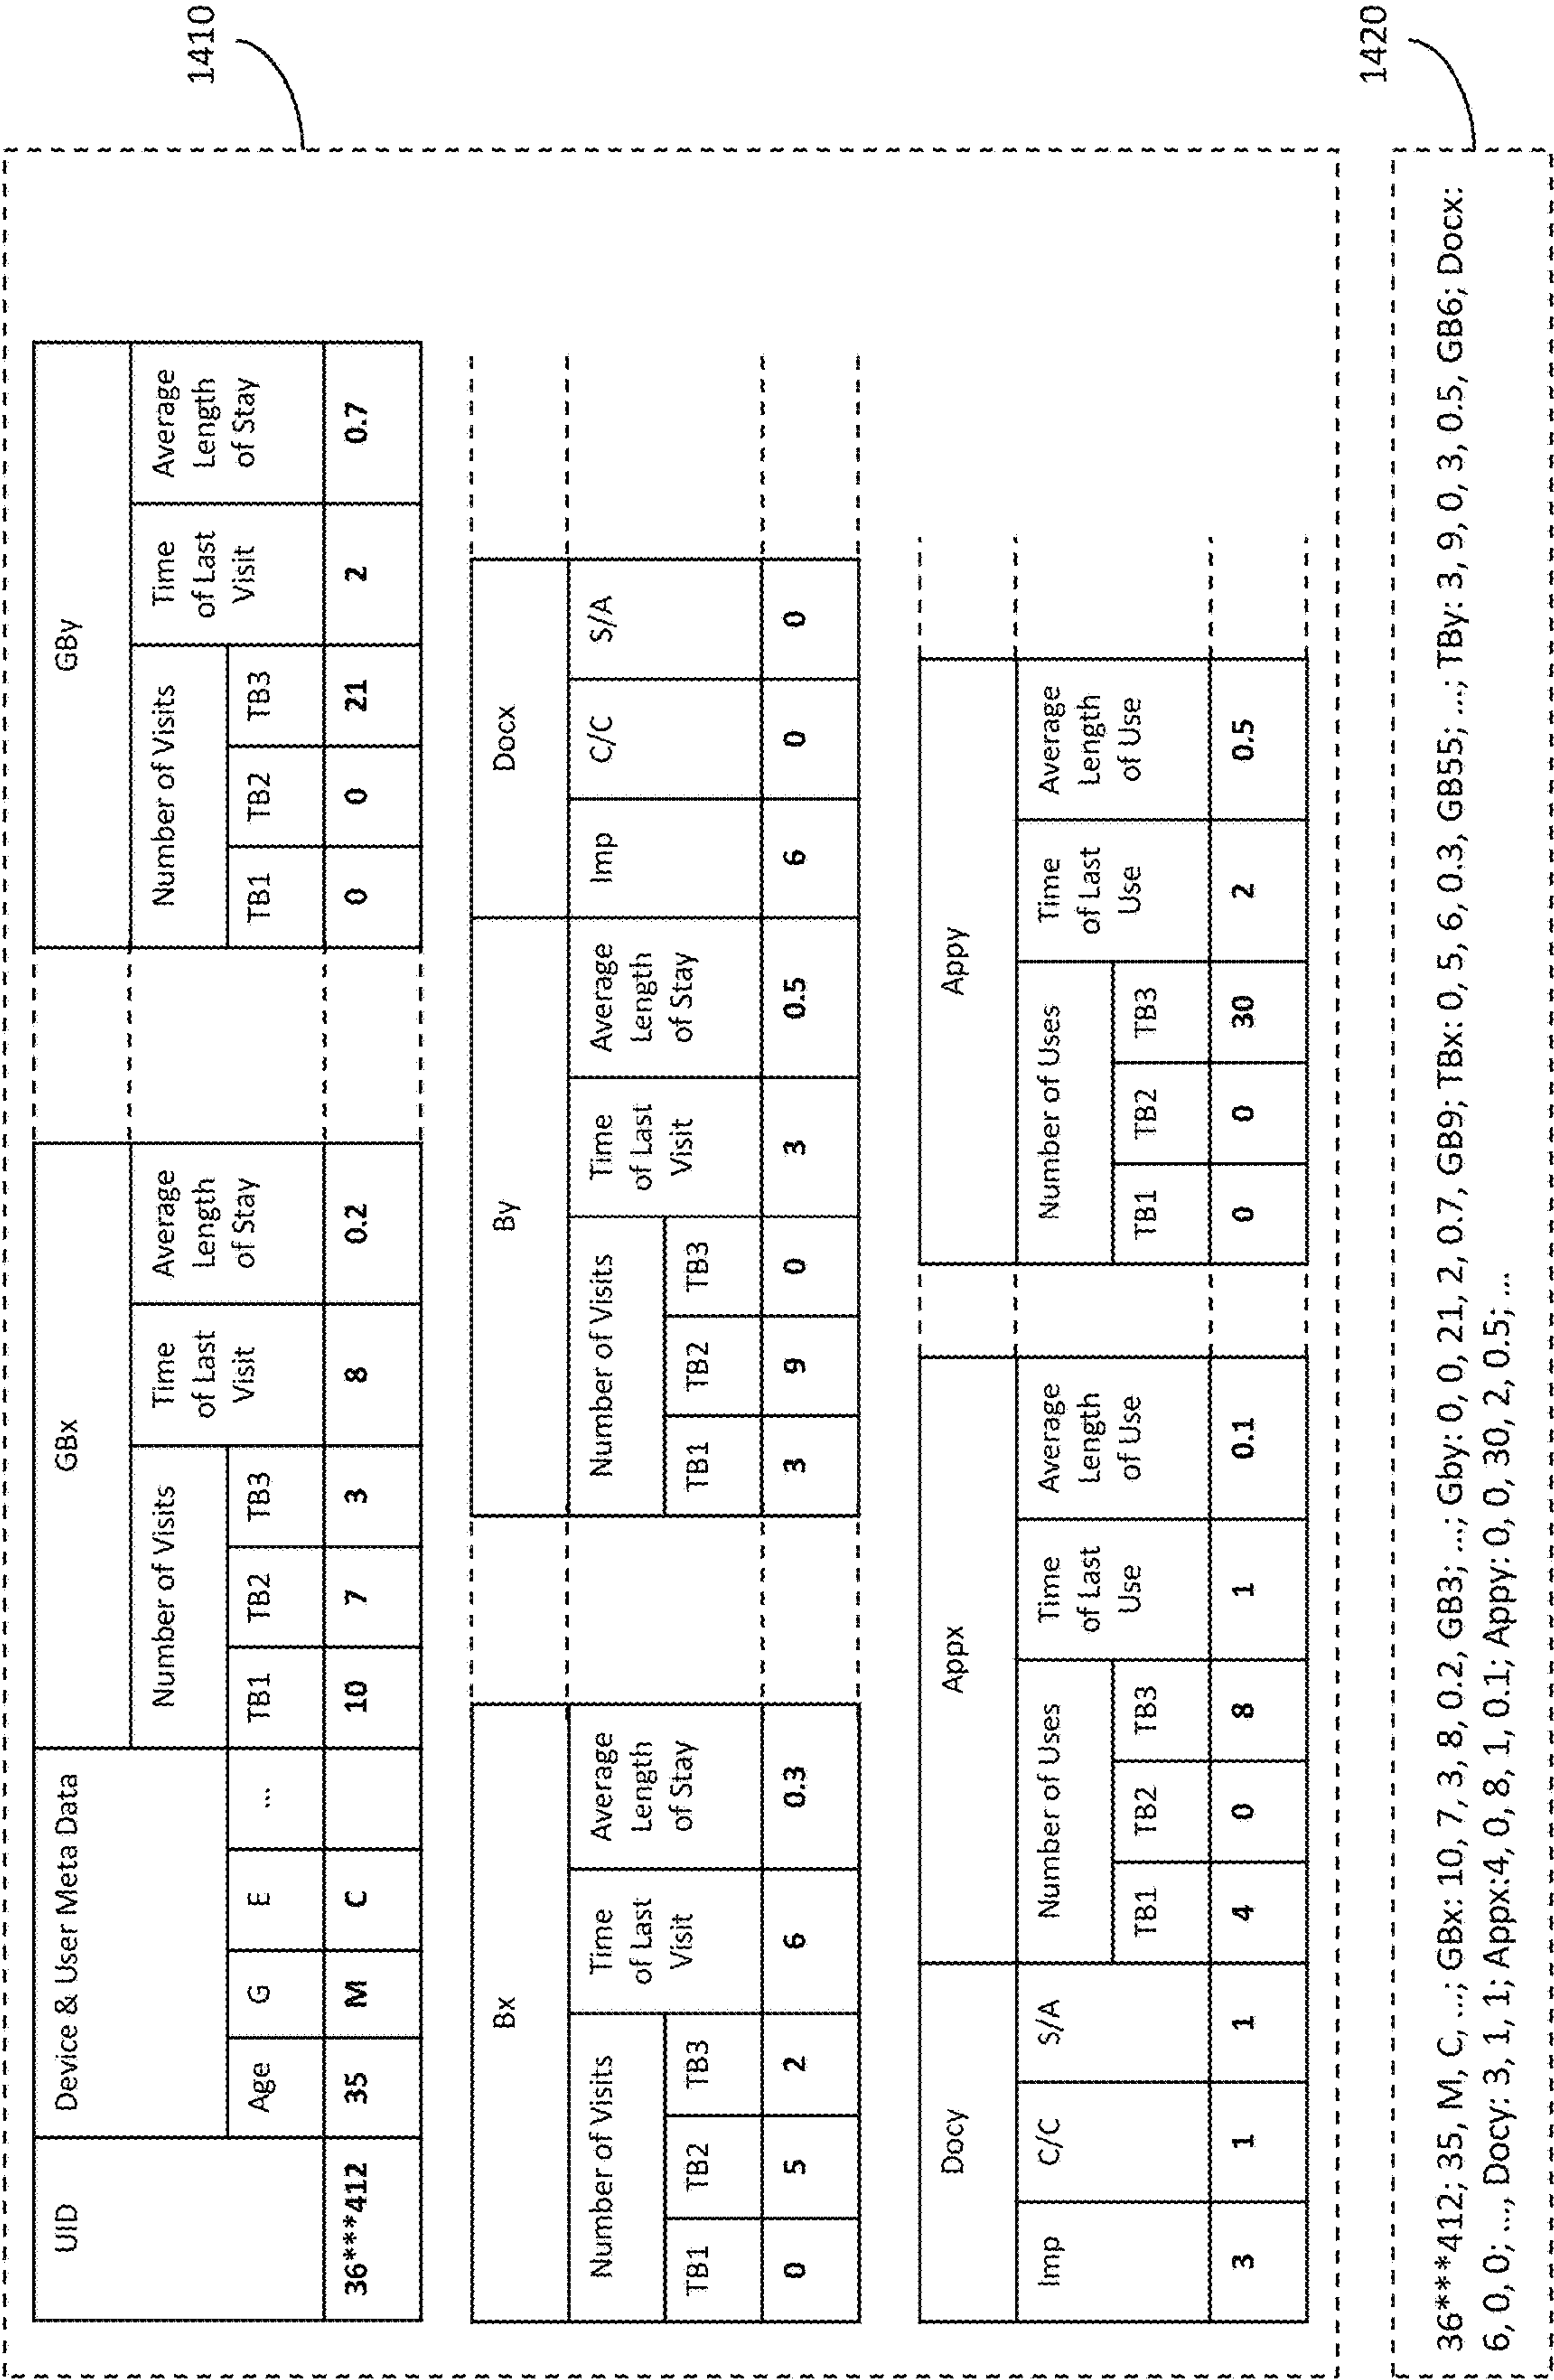 1410
UID Device & User Meta Data GBx GBy
Number of Visits Time of Last Visit Average Length of Stay Number of Visits Time of Last Visit Average Length of Stay
Age G E ... TB1 TB2 TB3 TB1 TB2 TB3
36***412 35 M C 10 7 3 8 0.2 0 0 21 2 0.7
Bx By Docx
Number of Visits Time of Last Visit Average Length of Stay Number of Visits Time of Last Visit Average Length of Stay Imp C/C S/A
TB1 TB2 TB3 TB1 TB2 TB3
0 5 2 6 0.3 3 9 0 3 0.5 6 0 0
Docy Appx Appy
Imp C/C S/A Number of Uses Time of Last Use Average Length of Use Number of Uses Time of Last Use Average Length of Use
TB1 TB2 TB3 TB1 TB2 TB3
3 1 1 4 0 8 1 0.1 0 0 30 2 0.5
1420
36***412; 35, M, C, ...; GBx: 10, 7, 3, 8, 0.2, GB3; ...; Gby: 0, 0, 21, 2, 0.7, GB9; TBx: 0, 5, 6, 0.3, GB55; ...; TBy: 3, 9, 0, 3, 0.5, GB6; Docx:
6, 0, 0; ..., Docy: 3, 1, 1; Appx:4, 0, 8, 1, 0.1; Appy: 0, 0, 30, 2, 0.5; ...